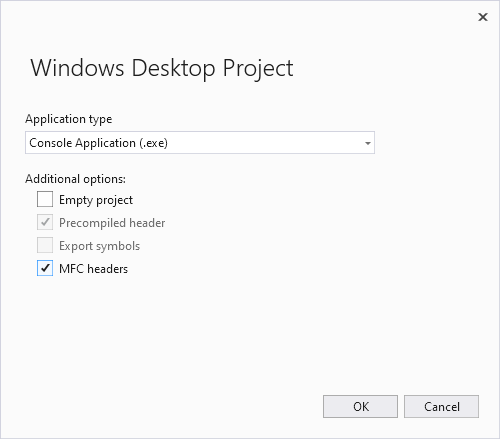 Windows Desktop Project
Application type
Console Application (.exe)
Additional options:
Empty project
Precompiled header
Export symbols
MFC headers
OK
Cancel